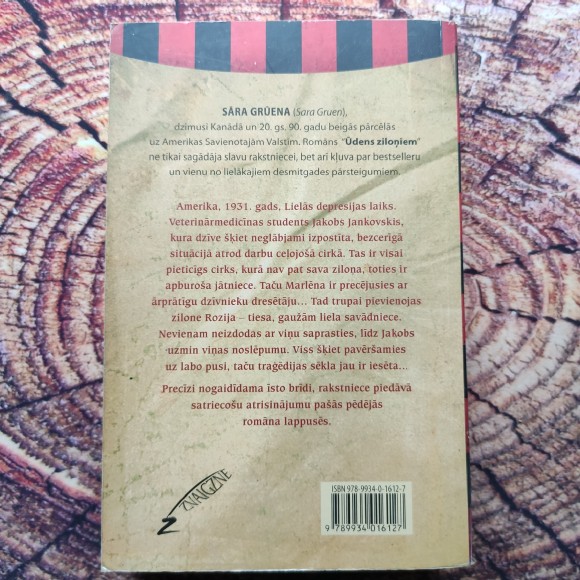 SĀRA GRŪENA (Sara Gruen),
dzimusi Kanādā un 20. gs. 90. gadu beigās pārcēlās
uz Amerikas Savienotajām Valstīm. Romāns "Ūdens ziloņiem"
ne tikai sagādāja slavu rakstniecei, bet arī kļuva par bestselleru
un vienu no lielākajiem desmitgades pārsteigumiem.
Amerika, 1931. gads, Lielās depresijas laiks.
Veterinārmedicīnas students Jākobs Jankovskis,
kura dzīve šķiet neglābjami izpostīta, bezcerīgā
situācijā atrod darbu ceļojošā cirkā. Tas ir visai
pieticīgs cirks, kurā nav pat sava ziloņa, toties ir
apburoša jātniece. Taču Marlēna ir precējusies ar
ārprātīgu dzīvnieku dresētāju... Tad trupai pievienojas
zilone Rozija – tiesa, gaužām liela savādniece.
Nevienam neizdodas ar viņu saprasties, līdz Jākobs
uzmin viņas noslēpumu. Viss šķiet pavēršamies
uz labo pusi, taču traģēdijas sēkla jau ir iesēta...
Precīzi nogaidīdama īsto brīdi, rakstniece piedāvā
satriecošu atrisinājumu pašās pēdējās
romāna lappusēs.
ZVAIGZNE
ISBN 978-9934-0-1612-7
9 789934 016127